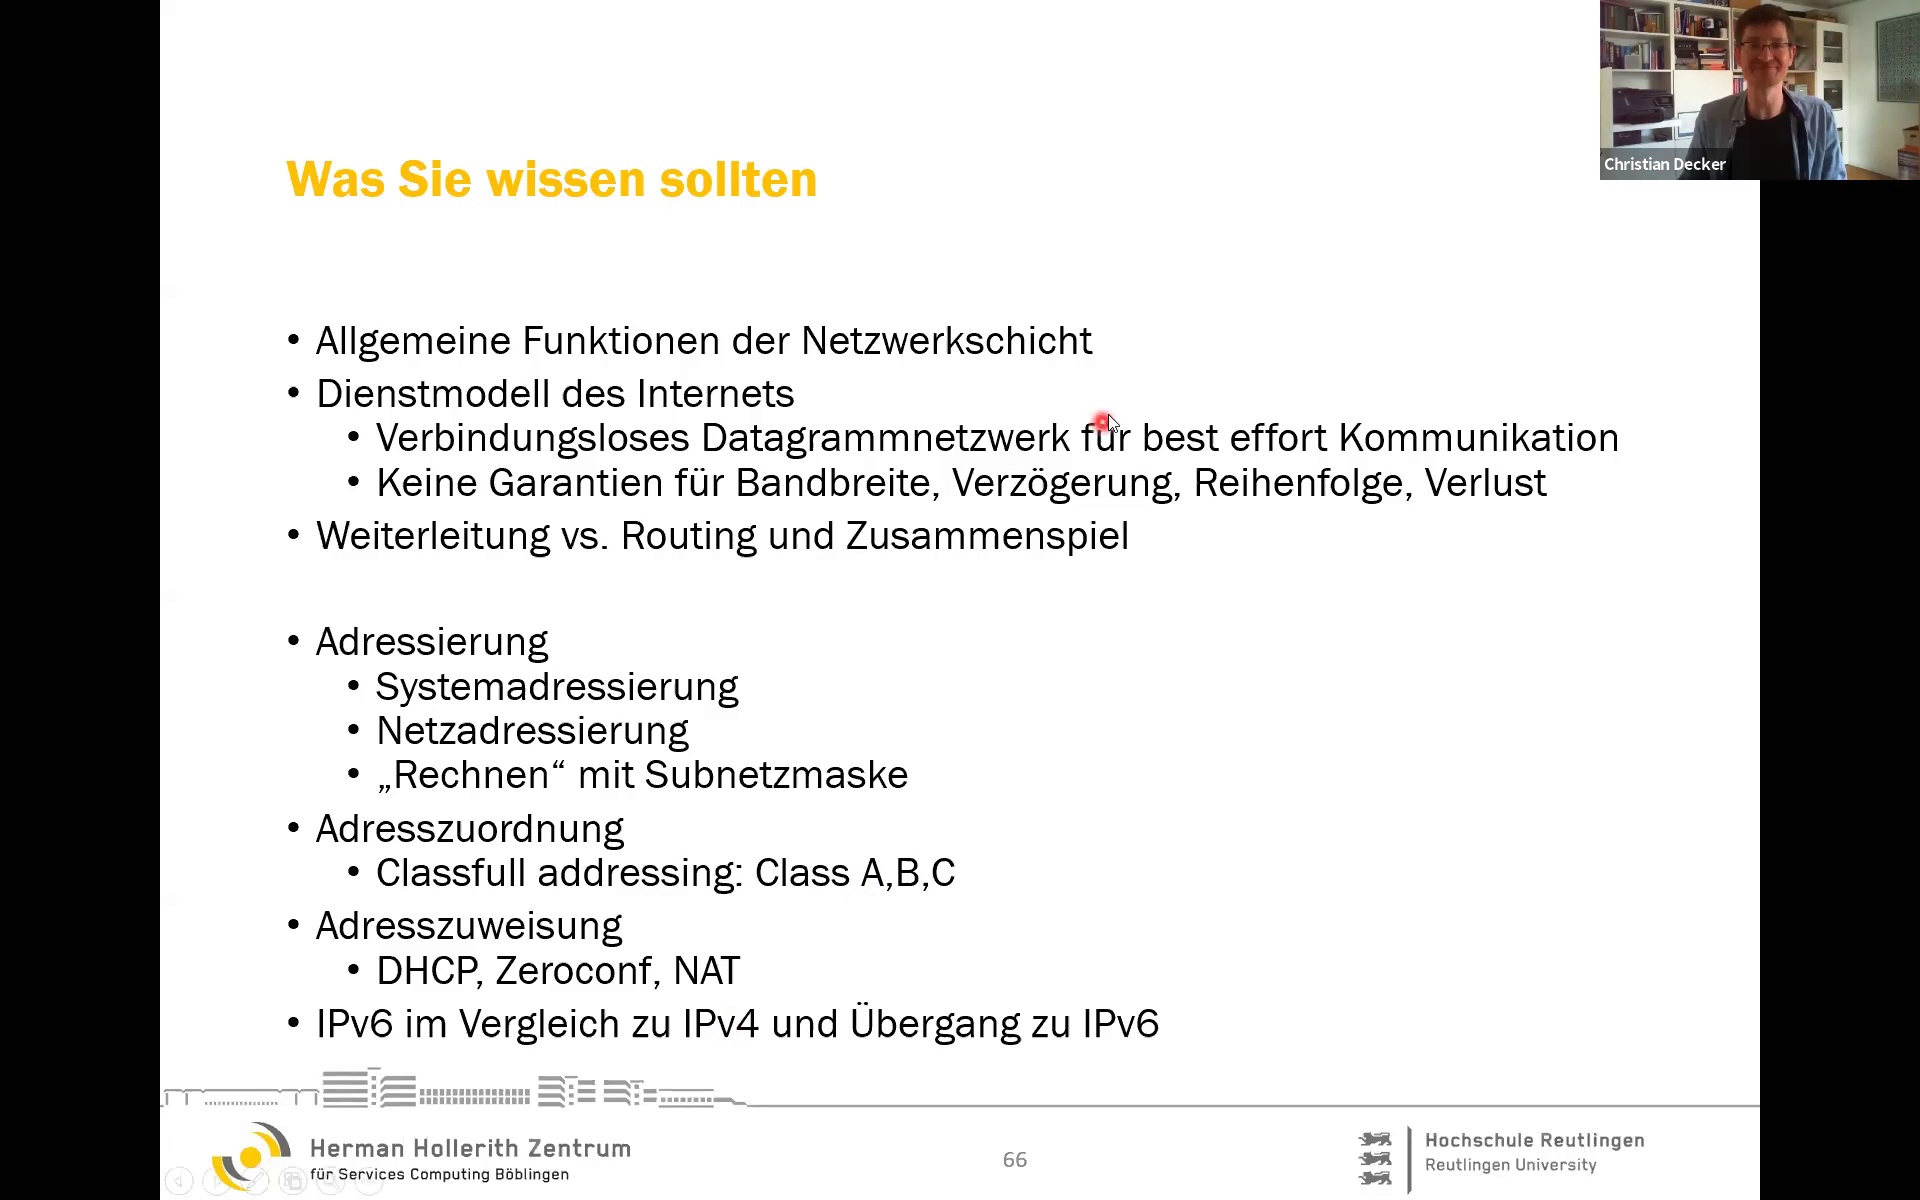 Christian Decker
Was Sie wissen sollten
• Allgemeine Funktionen der Netzwerkschicht
• Dienstmodell des Internets
• Verbindungsloses Datagrammnetzwerk für best effort Kommunikation
• Keine Garantien für Bandbreite, Verzögerung, Reihenfolge, Verlust
• Weiterleitung vs. Routing und Zusammenspiel
• Adressierung
• Systemadressierung
• Netzadressierung
• „Rechnen“ mit Subnetzmaske
• Adresszuordnung
• Classfull addressing: Class A,B,C
• Adresszuweisung
• DHCP, Zeroconf, NAT
• IPv6 im Vergleich zu IPv4 und Übergang zu IPv6
Herman Hollerith Zentrum
für Services Computing Böblingen
66
Hochschule Reutlingen
Reutlingen University